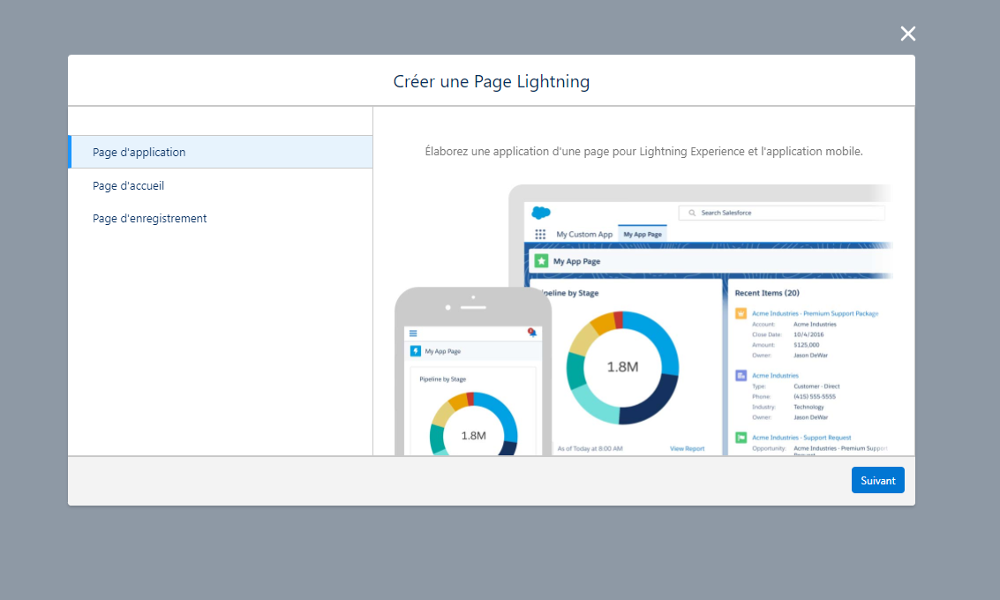 Créer une Page Lightning
Page d'application
Page d'accueil
Page d'enregistrement
Élaborez une application d'une page pour Lightning Experience et l'application mobile.
Search Salesforce
My Custom App
My App Page
My App Page
Pipeline by Stage
1.8M
As of Today at 8:00 AM
View Report
Recent Items (20)
Acme Industries - Premium Support Package
Account: Acme Industries
Close Date: 10/4/2016
Amount: $125,000
Owner: Jason DeWar
Acme Industries
Type: Customer - Direct
Phone: (415) 555-5555
Industry: Technology
Owner: Jason DeWar
Acme Industries - Support Request
Opportunity: Acme Industries - Premium Support
Request
My App Page
Pipeline by Stage
1.8M
Suivant